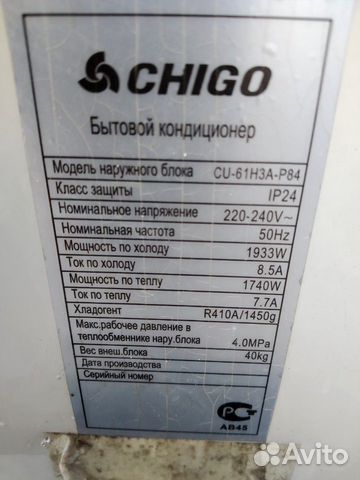 CHIGO
Бытовой кондиционер
Модель наружного блока CU-61H3A-P84
Класс защиты IP24
Номинальное напряжение 220-240V~
Номинальная частота 50Hz
Мощность по холоду 1933W
Ток по холоду 8.5A
Мощность по теплу 1740W
Ток по теплу 7.7A
Хладогент R410A/1450g
Макс.рабочее давление в
теплообменнике нару.блока 4.0MPa
Вес внеш.блока 40kg
Дата производства
Серийный номер
РСТ
АВ45
Avito